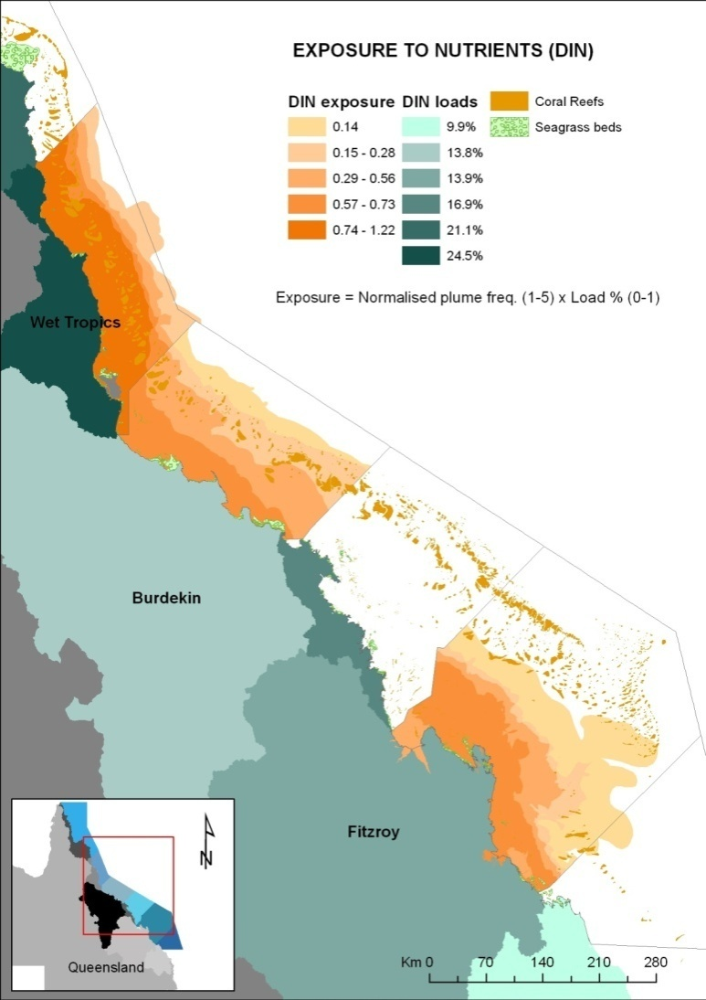 EXPOSURE TO NUTRIENTS (DIN)
DIN exposure DIN loads
0.14
0.15 - 0.28
0.29 - 0.56
0.57 - 0.73
0.74 - 1.22
9.9%
13.8%
13.9%
16.9%
21.1%
24.5%
Coral Reefs
Seagrass beds
Exposure = Normalised plume freq. (1-5) x Load % (0-1)
Wet Tropics
Burdekin
Fitzroy
N
Queensland
Km 0 70 140 210 280